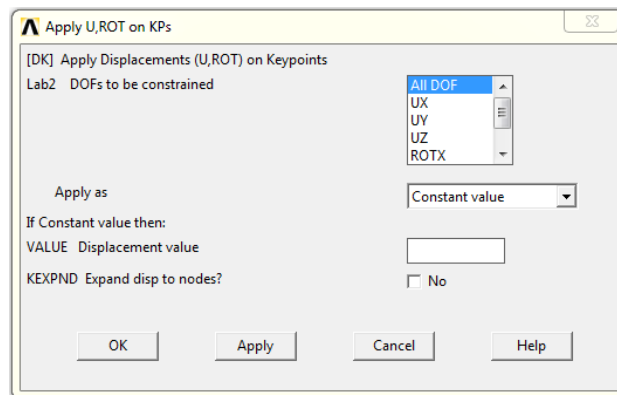 Apply U,ROT on KPs
[DK] Apply Displacements (U,ROT) on Keypoints
Lab2 DOFs to be constrained
All DOF
UX
UY
UZ
ROTX
Apply as
Constant value
If Constant value then:
VALUE Displacement value
KEXPND Expand disp to nodes?
No
OK
Apply
Cancel
Help